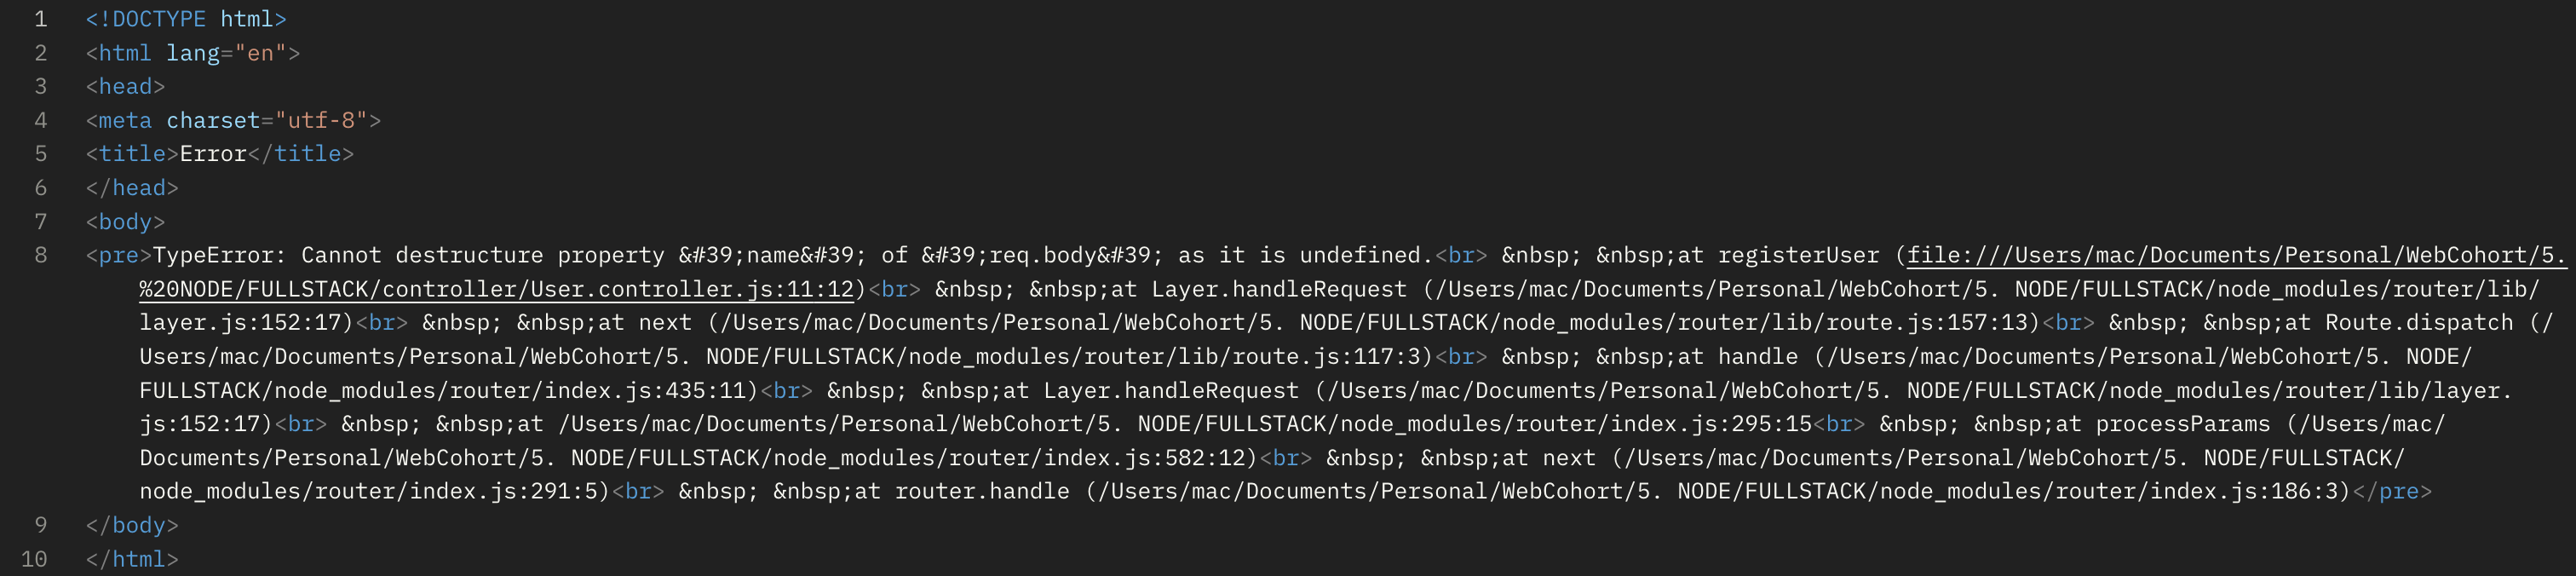 1 <!DOCTYPE html>
2 <html lang="en">
3 <head>
4 <meta charset="utf-8">
5 <title>Error</title>
6 </head>
7 <body>
8 <pre>TypeError: Cannot destructure property &#39;name&#39; of &#39;req.body&#39; as it is undefined.<br> &nbsp; &nbsp;at registerUser (file:///Users/mac/Documents/Personal/WebCohort/5.
%20NODE/FULLSTACK/controller/User.controller.js:11:12)<br> &nbsp; &nbsp;at Layer.handleRequest (/Users/mac/Documents/Personal/WebCohort/5. NODE/FULLSTACK/node_modules/router/lib/
layer.js:152:17)<br> &nbsp; &nbsp;at next (/Users/mac/Documents/Personal/WebCohort/5. NODE/FULLSTACK/node_modules/router/lib/route.js:157:13)<br> &nbsp; &nbsp;at Route.dispatch (/
Users/mac/Documents/Personal/WebCohort/5. NODE/FULLSTACK/node_modules/router/lib/route.js:117:3)<br> &nbsp; &nbsp;at handle (/Users/mac/Documents/Personal/WebCohort/5. NODE/
FULLSTACK/node_modules/router/index.js:435:11)<br> &nbsp; &nbsp;at Layer.handleRequest (/Users/mac/Documents/Personal/WebCohort/5. NODE/FULLSTACK/node_modules/router/lib/layer.
js:152:17)<br> &nbsp; &nbsp;at /Users/mac/Documents/Personal/WebCohort/5. NODE/FULLSTACK/node_modules/router/index.js:295:15<br> &nbsp; &nbsp;at processParams (/Users/mac/
Documents/Personal/WebCohort/5. NODE/FULLSTACK/node_modules/router/index.js:582:12)<br> &nbsp; &nbsp;at next (/Users/mac/Documents/Personal/WebCohort/5. NODE/FULLSTACK/
node_modules/router/index.js:291:5)<br> &nbsp; &nbsp;at router.handle (/Users/mac/Documents/Personal/WebCohort/5. NODE/FULLSTACK/node_modules/router/index.js:186:3)</pre>
9 </body>
10 </html>